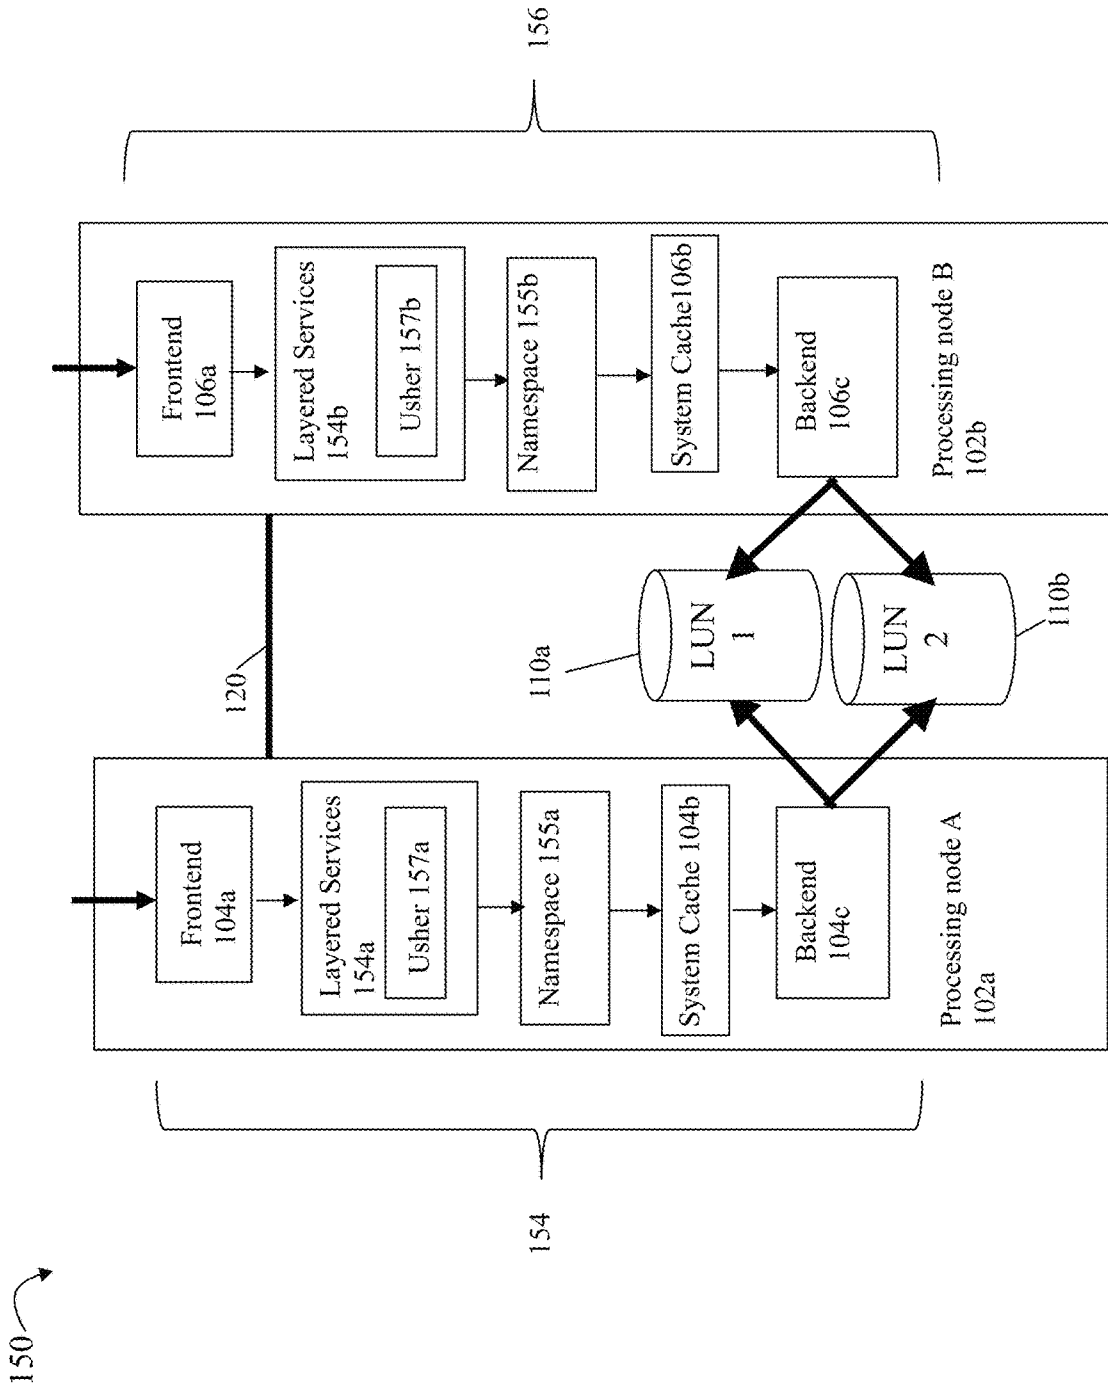 150
154
Frontend
104a
Layered Services
154a
Usher 157a
Namespace 155a
System Cache 104b
Backend
104c
Processing node A
102a
120
110a
LUN
1
LUN
2
110b
Frontend
106a
Layered Services
154b
Usher 157b
Namespace 155b
System Cache106b
Backend
106c
Processing node B
102b
156